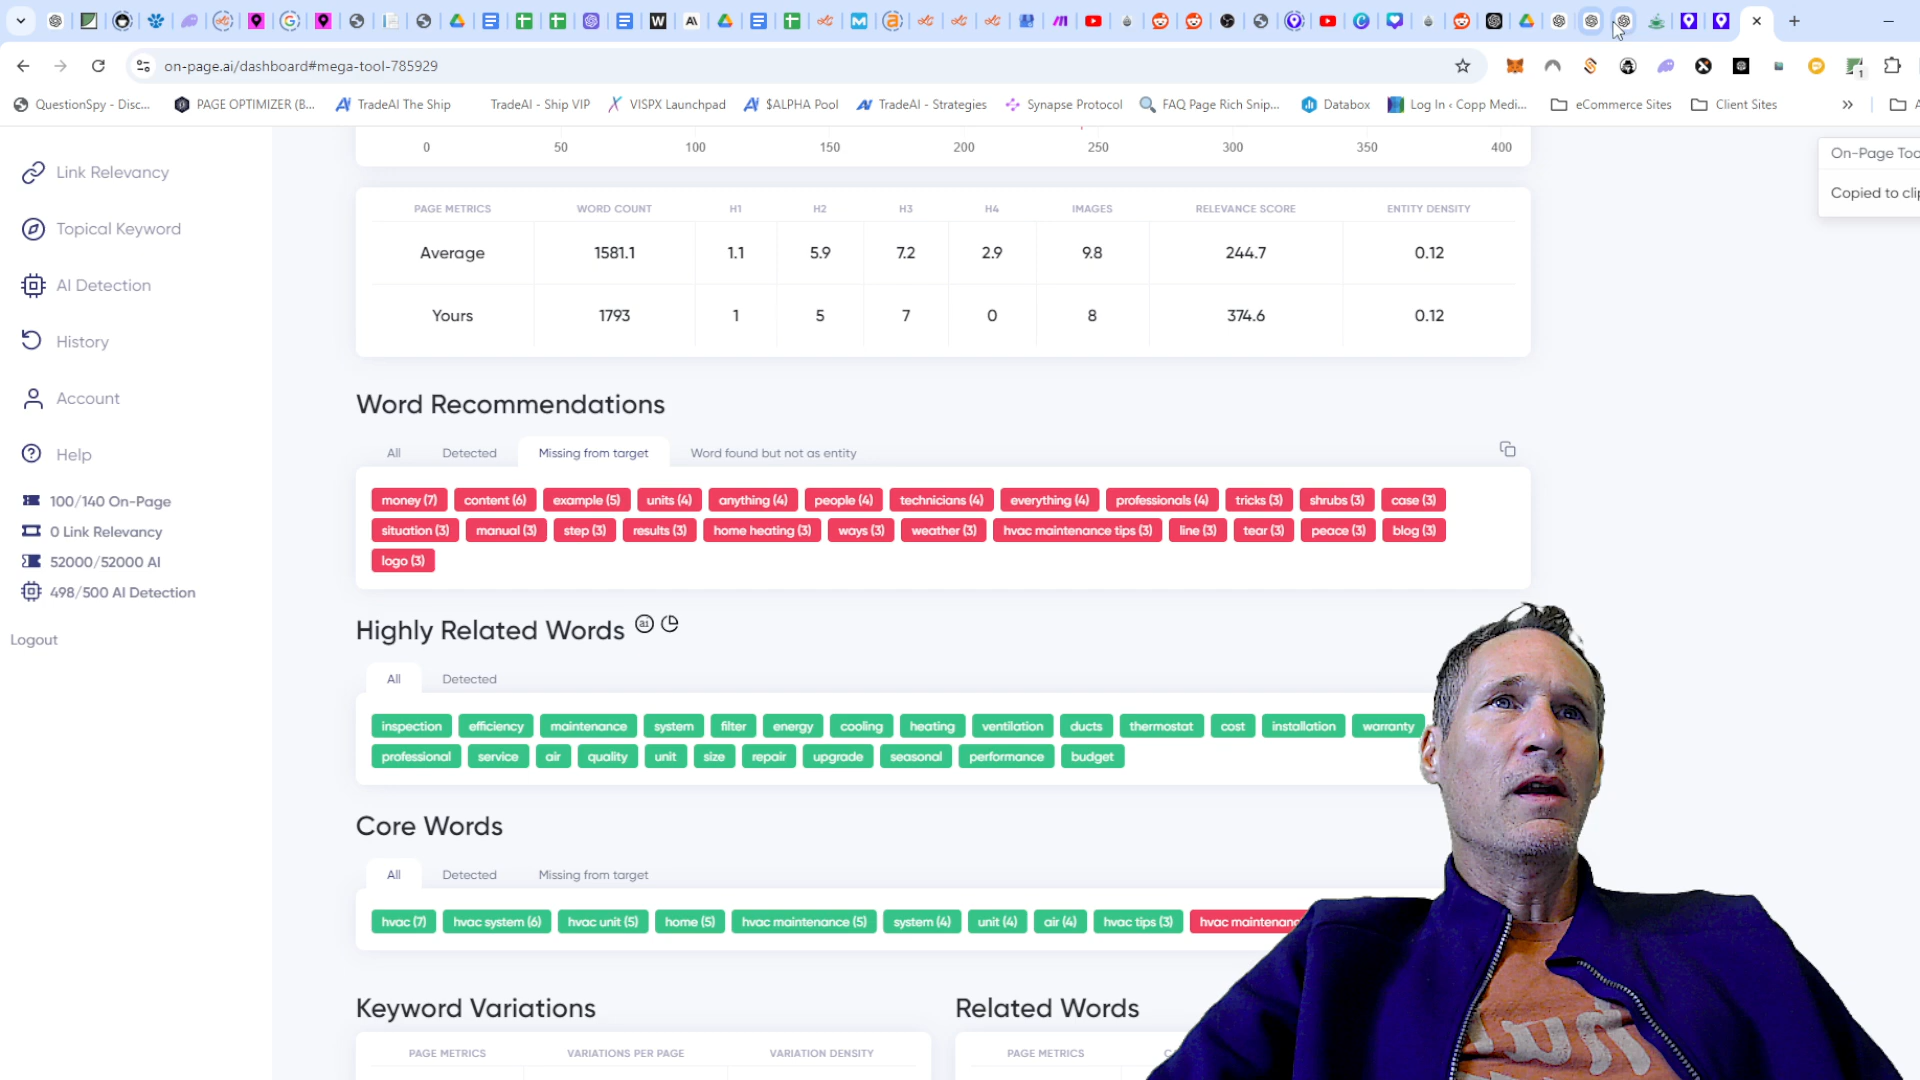 on-page.ai/dashboard#mega-tool-785929
QuestionSpy - Disc...
PAGE OPTIMIZER (B...
TradeAI The Ship
TradeAI - Ship VIP
VISPX Launchpad
$ALPHA Pool
TradeAI - Strategies
Synapse Protocol
FAQ Page Rich Snip...
Databox
Log In ‹ Copp Medi...
eCommerce Sites
Client Sites
Link Relevancy
Topical Keyword
AI Detection
History
Account
Help
100/140 On-Page
0 Link Relevancy
52000/52000 AI
498/500 AI Detection
Logout
On-Page Too
Copied to clip
0 50 100 150 200 250 300 350 400
PAGE METRICS WORD COUNT H1 H2 H3 H4 IMAGES RELEVANCE SCORE ENTITY DENSITY
Average 1581.1 1.1 5.9 7.2 2.9 9.8 244.7 0.12
Yours 1793 1 5 7 0 8 374.6 0.12
Word Recommendations
All Detected Missing from target Word found but not as entity
money (7) content (6) example (5) units (4) anything (4) people (4) technicians (4) everything (4) professionals (4) tricks (3) shrubs (3) case (3)
situation (3) manual (3) step (3) results (3) home heating (3) ways (3) weather (3) hvac maintenance tips (3) line (3) tear (3) peace (3) blog (3)
logo (3)
Highly Related Words
All Detected
inspection efficiency maintenance system filter energy cooling heating ventilation ducts thermostat cost installation warranty
professional service air quality unit size repair upgrade seasonal performance budget
Core Words
All Detected Missing from target
hvac (7) hvac system (6) hvac unit (5) home (5) hvac maintenance (5) system (4) unit (4) air (4) hvac tips (3) hvac maintenanc
Keyword Variations
PAGE METRICS VARIATIONS PER PAGE VARIATION DENSITY
Related Words
PAGE METRICS